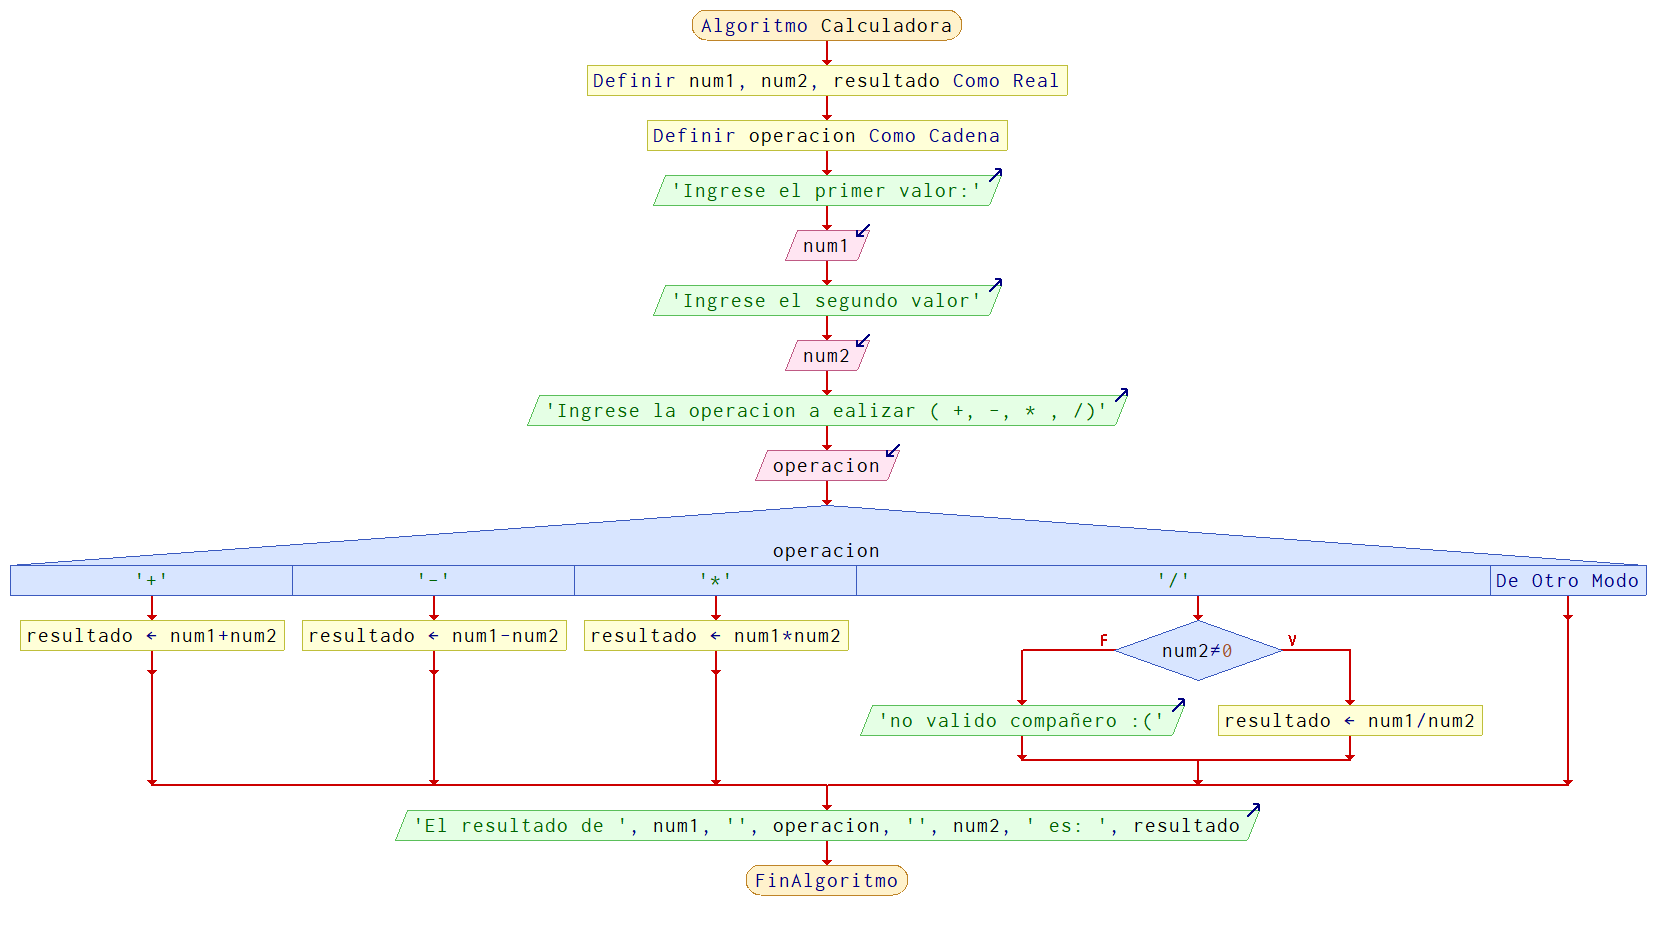 Algoritmo Calculadora
Definir num1, num2, resultado Como Real
Definir operacion Como Cadena
'Ingrese el primer valor:'
num1
'Ingrese el segundo valor'
num2
'Ingrese la operacion a ealizar ( +, -, * , /)'
operacion
operacion
'+' '-' '*' '/' De Otro Modo
resultado ← num1+num2 resultado ← num1-num2 resultado ← num1*num2 F num2≠0 V
'no valido compañero :(' resultado ← num1/num2
'El resultado de ', num1, '', operacion, '', num2, ' es: ', resultado
FinAlgoritmo